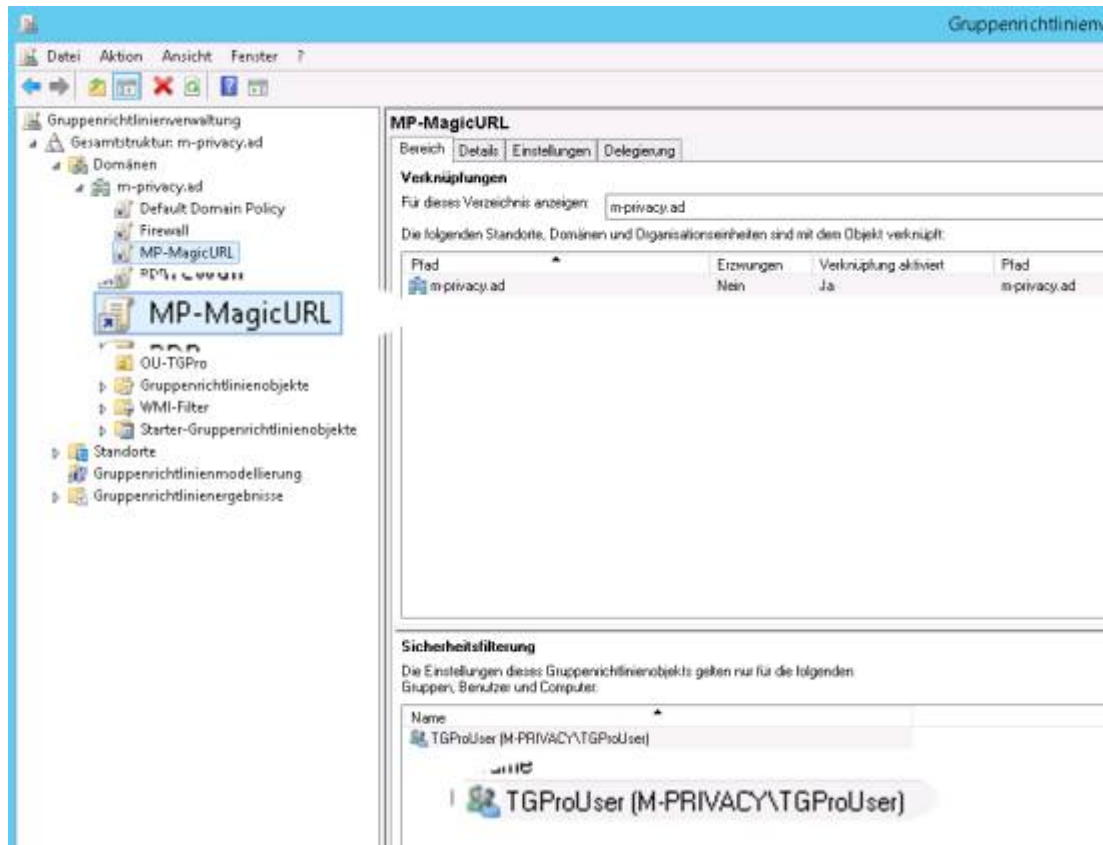 Gruppenrichtlinienv
Datei Aktion Ansicht Fenster ?
Gruppenrichtlinienverwaltung
Gesamtstruktur: m-privacy.ad
Domänen
m-privacy.ad
Default Domain Policy
Firewall
MP-MagicURL
MP-MagicURL
OU-TGPro
Gruppenrichtlinienobjekte
WMI-Filter
Starter-Gruppenrichtlinienobjekte
Standorte
Gruppenrichtlinienmodellierung
Gruppenrichtlinienergebnisse
MP-MagicURL
Bereich Details Einstellungen Delegierung
Verknüpfungen
Für dieses Verzeichnis anzeigen: m-privacy.ad
Die folgenden Standorte, Domänen und Organisationseinheiten sind mit dem Objekt verknüpft:
Pfad Erzwungen Verknüpfung aktiviert Pfad
m-privacy.ad Nein Ja m-privacy.ad
Sicherheitsfilterung
Die Einstellungen dieses Gruppenrichtlinienobjekts gelten nur für die folgenden
Gruppen, Benutzer und Computer:
Name
TGProUser (M-PRIVACY\TGProUser)
TGProUser (M-PRIVACY\TGProUser)